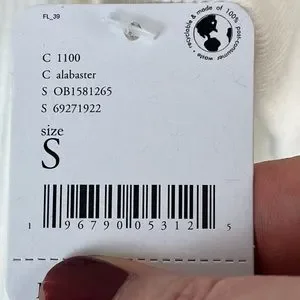 FL_39
recyclable & made of 100% post-consumer waste •
C 1100
C alabaster
S OB1581265
S 69271922
size
S
1 96790 05312 5